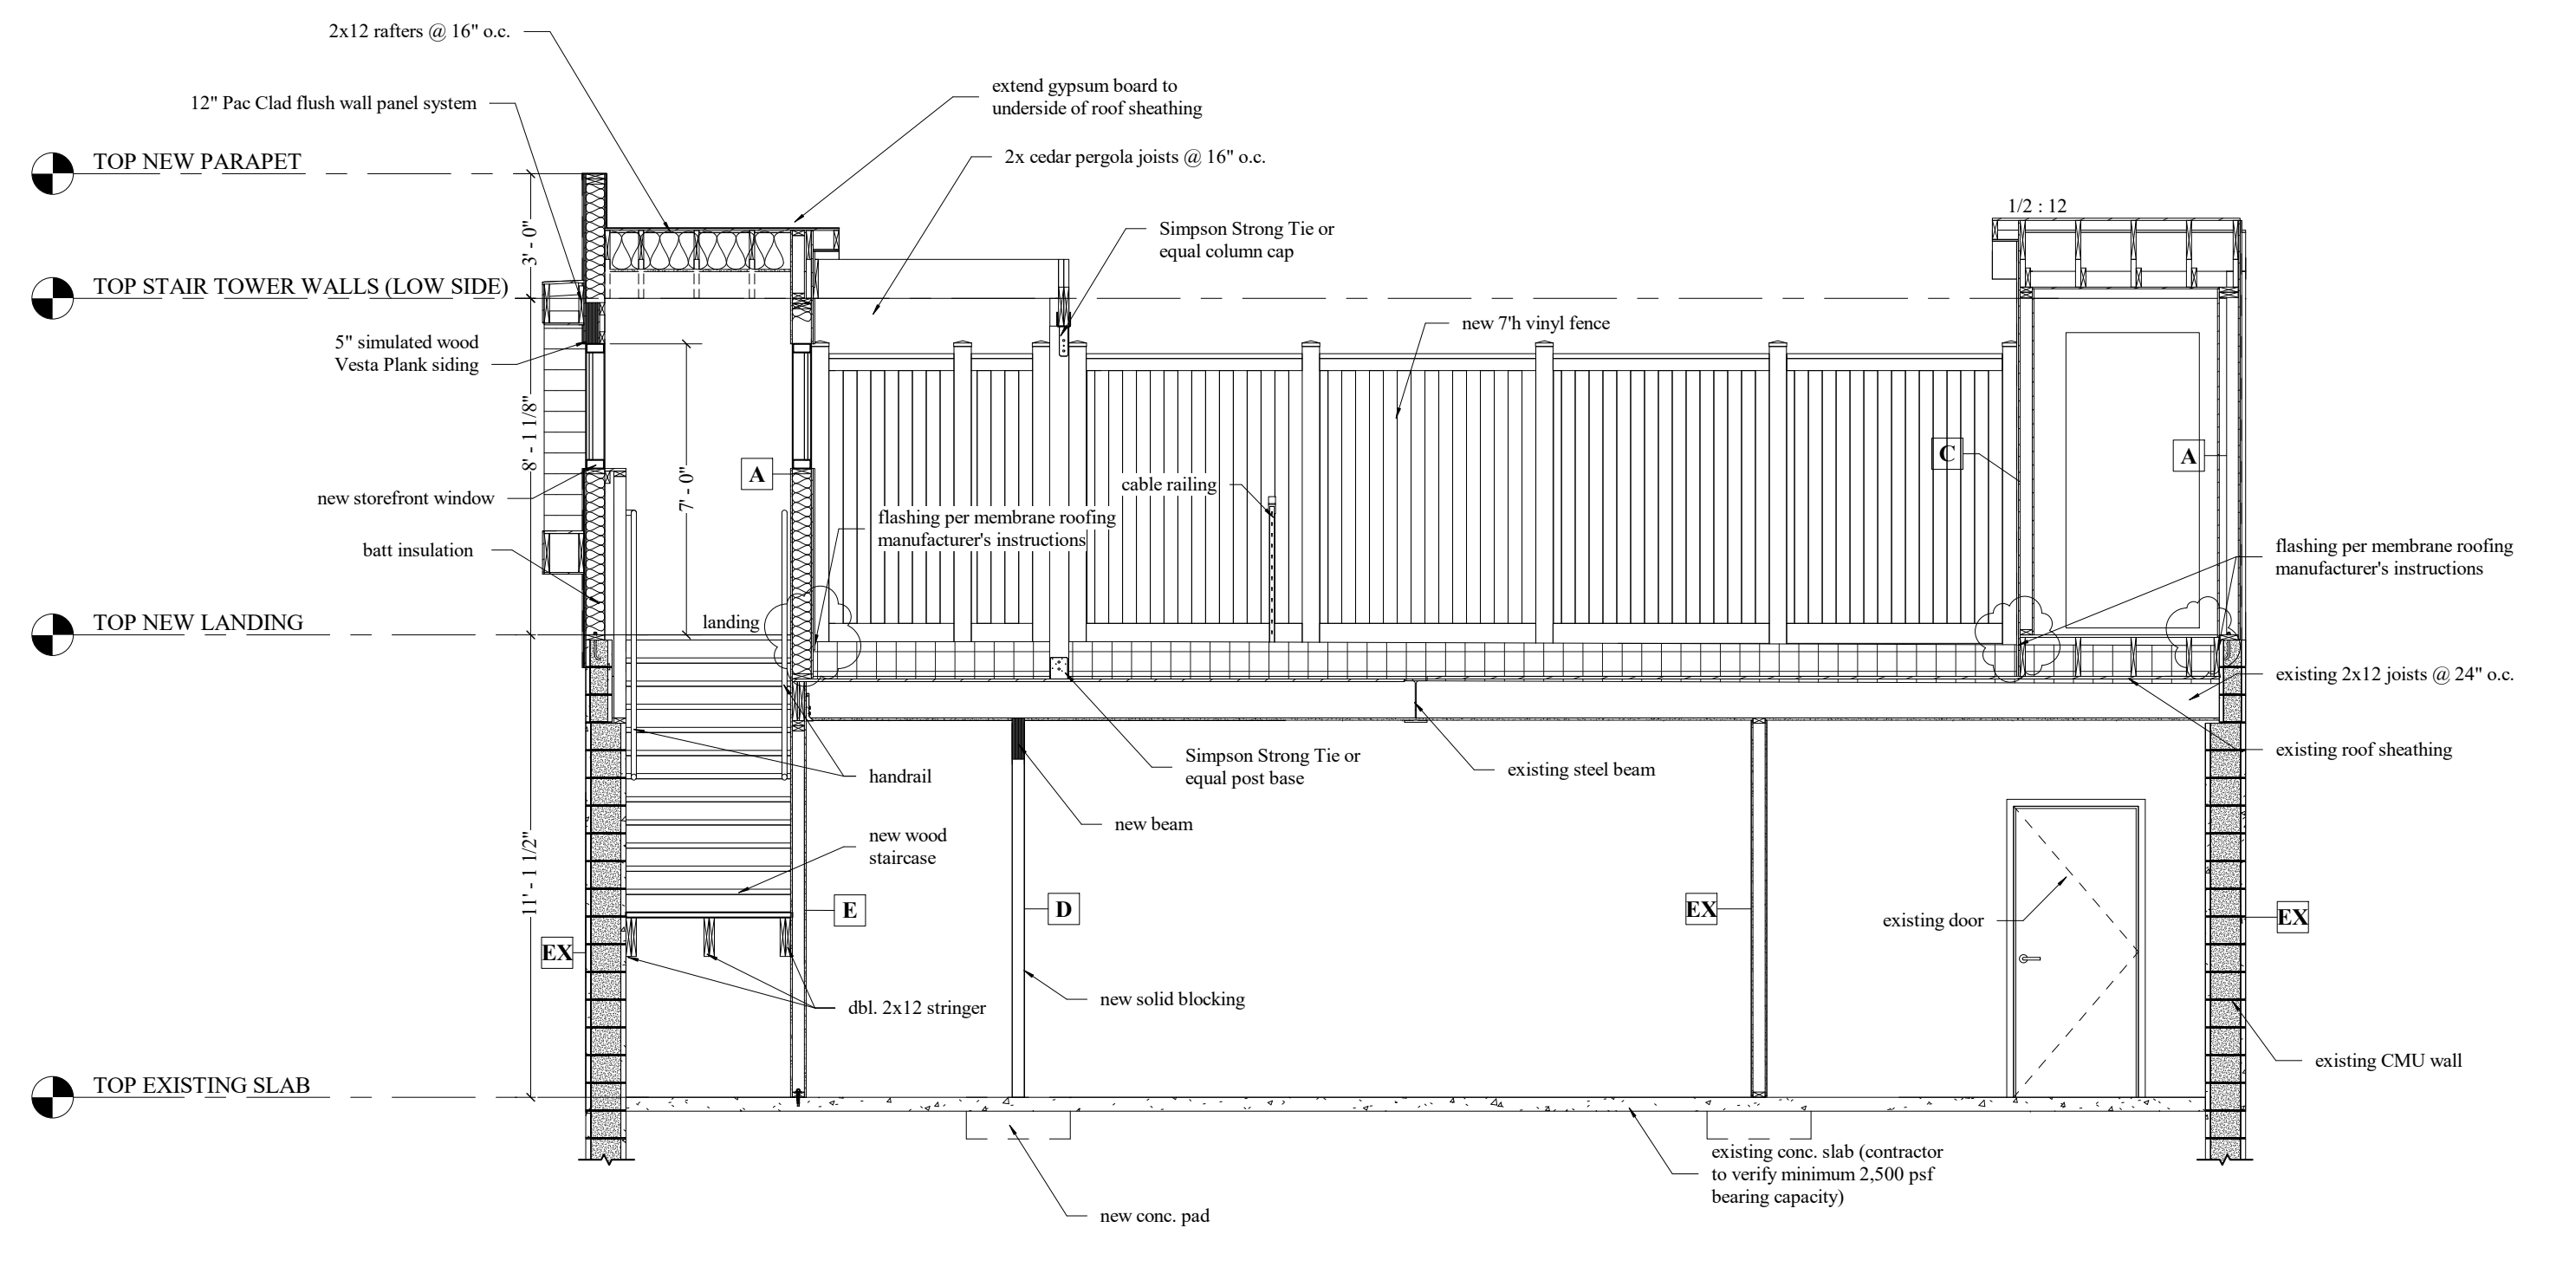 2x12 rafters @ 16" o.c.
12" Pac Clad flush wall panel system
extend gypsum board to
underside of roof sheathing
2x cedar pergola joists @ 16" o.c.
TOP NEW PARAPET
1/2 : 12
3' - 0"
Simpson Strong Tie or
equal column cap
TOP STAIR TOWER WALLS (LOW SIDE)
new 7'h vinyl fence
5" simulated wood
Vesta Plank siding
8' - 1 1/8"
7' - 0"
A
C
A
cable railing
new storefront window
flashing per membrane roofing
manufacturer's instructions
batt insulation
flashing per membrane roofing
manufacturer's instructions
TOP NEW LANDING
landing
existing 2x12 joists @ 24" o.c.
existing roof sheathing
Simpson Strong Tie or
equal post base
existing steel beam
handrail
new beam
new wood
staircase
11' - 1 1/2"
E
D
EX
existing door
EX
EX
new solid blocking
dbl. 2x12 stringer
existing CMU wall
TOP EXISTING SLAB
existing conc. slab (contractor
to verify minimum 2,500 psf
bearing capacity)
new conc. pad